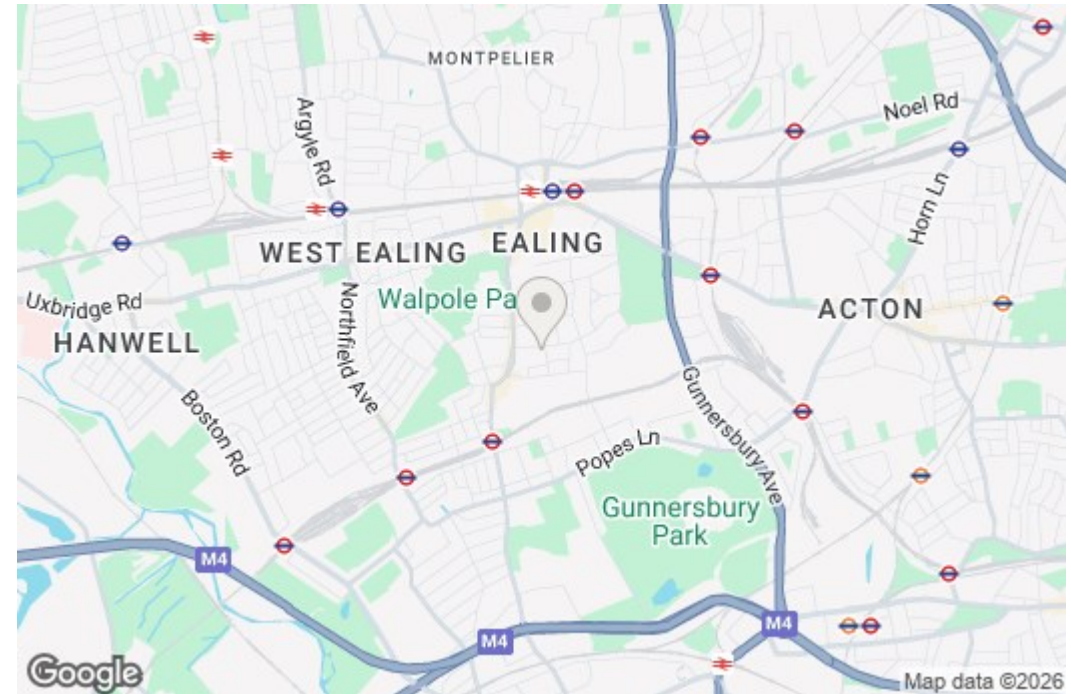 MONTPELIER
Noel Rd
Argyle Rd
Horn Ln
WEST EALING
EALING
Walpole Pa
Uxbridge Rd
HANWELL
Northfield Ave
ACTON
Boston Rd
Gunnersbury Ave
Popes Ln
Gunnersbury
Park
M4
M4
M4
Google
Map data ©2026